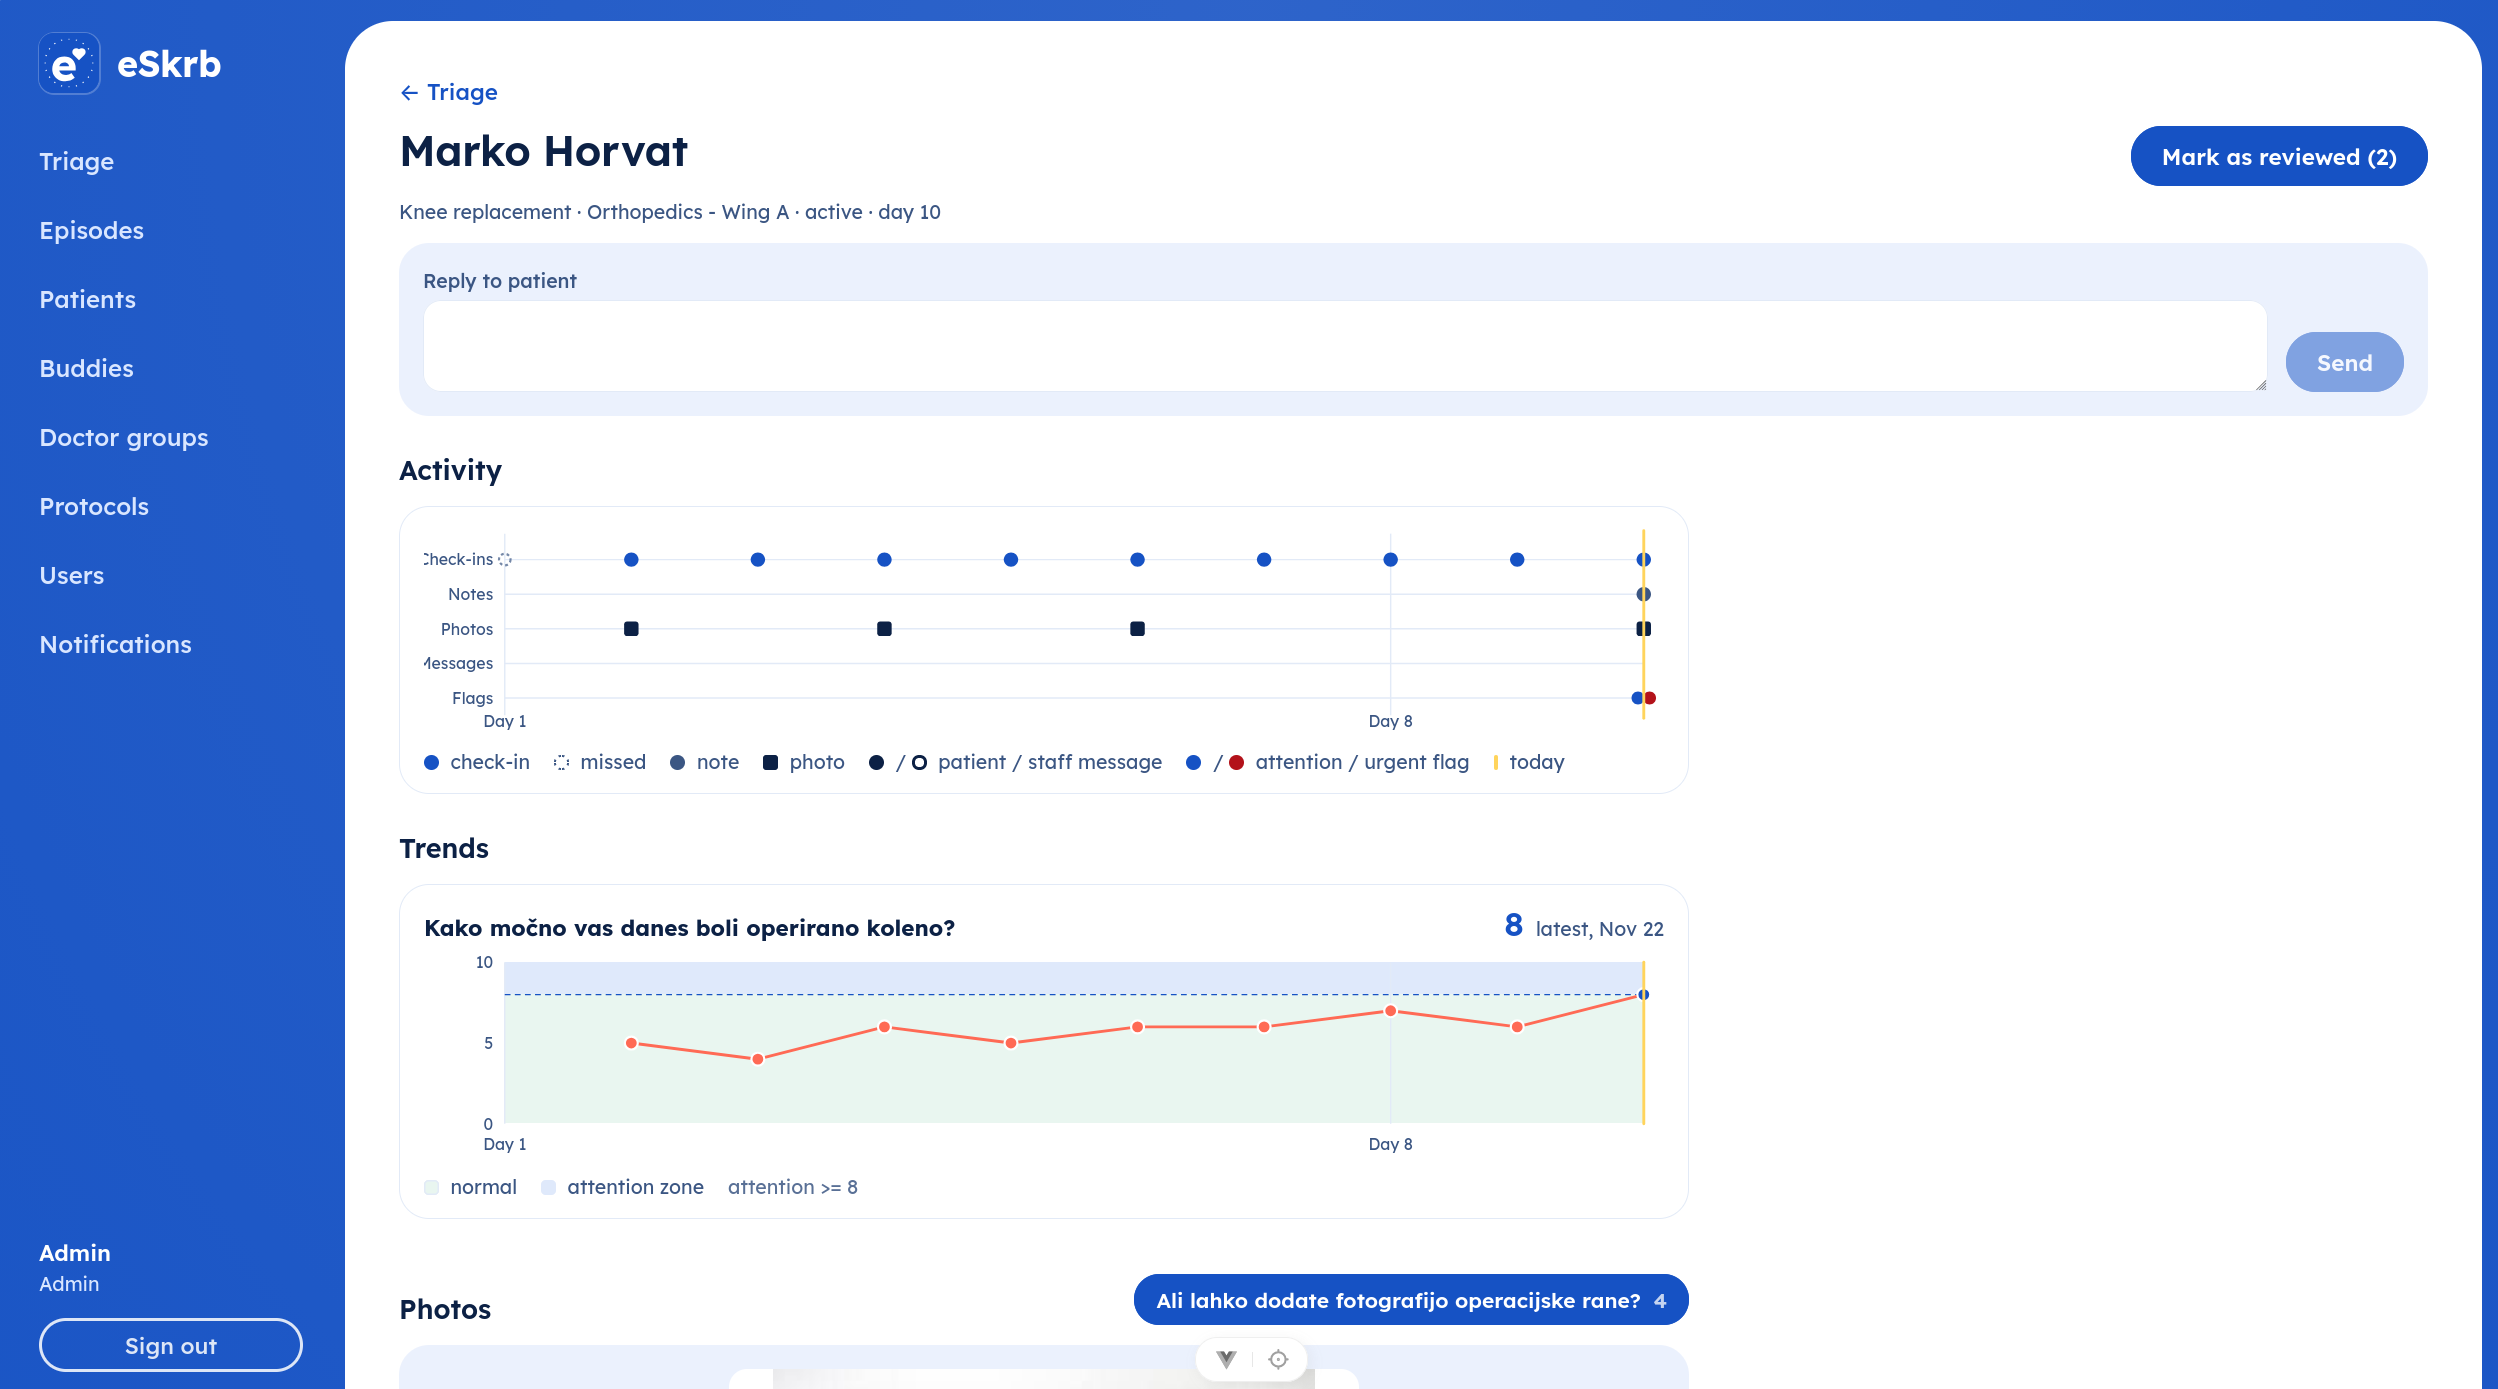 eSkrb
Triage
Episodes
Patients
Buddies
Doctor groups
Protocols
Users
Notifications
Admin
Admin
Sign out
← Triage
Marko Horvat
Mark as reviewed (2)
Knee replacement · Orthopedics - Wing A · active · day 10
Reply to patient
Send
Activity
Check-ins
Notes
Photos
Messages
Flags
Day 1 Day 8
check-in missed note photo / patient / staff message / attention / urgent flag today
Trends
Kako močno vas danes boli operirano koleno? 8 latest, Nov 22
10
5
0
Day 1 Day 8
normal attention zone attention >= 8
Photos
Ali lahko dodate fotografijo operacijske rane? 4